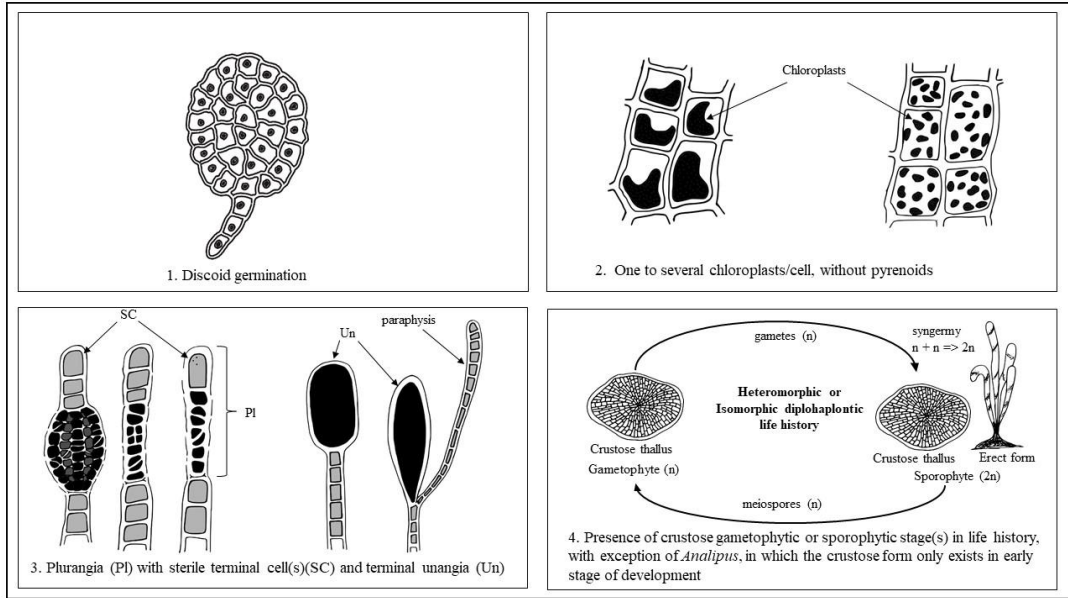 1. Discoid germination
Chloroplasts
2. One to several chloroplasts/cell, without pyrenoids
SC
Pl
Un
paraphysis
3. Plurangia (Pl) with sterile terminal cell(s)(SC) and terminal unangia (Un)
gametes (n)
syngermy
n + n => 2n
Heteromorphic or
Isomorphic diplohaplontic
life history
Crustose thallus
Gametophyte (n)
Crustose thallus
Erect form
Sporophyte (2n)
meiospores (n)
4. Presence of crustose gametophytic or sporophytic stage(s) in life history,
with exception of Analipus, in which the crustose form only exists in early
stage of development